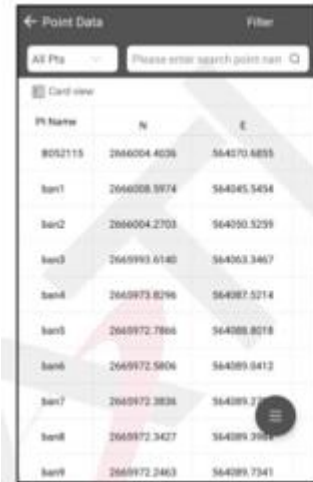 ← Point Data Filter
All Pts Please enter search point nam
Card view
Pt Name N E
B052115 2666004.4036 564070.6855
ban1 2666008.5974 564045.5454
ban2 2666004.2703 564050.5259
ban3 2665993.6140 564063.3467
ban4 2665973.8296 564087.5214
ban5 2665972.7866 564088.8018
ban6 2665972.5806 564089.0412
ban7 2665972.3836
ban8 2665972.3427
ban9 2665972.2463 564089.7341